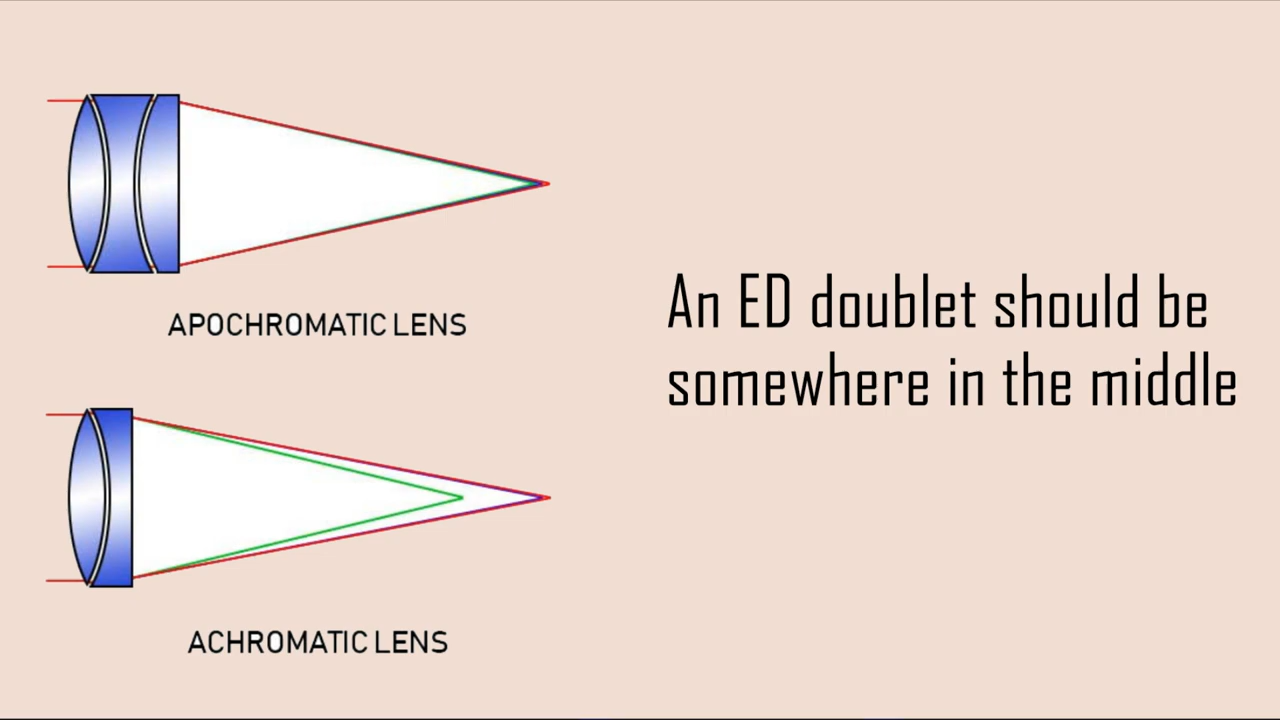 APOCHROMATIC LENS
An ED doublet should be
somewhere in the middle
ACHROMATIC LENS